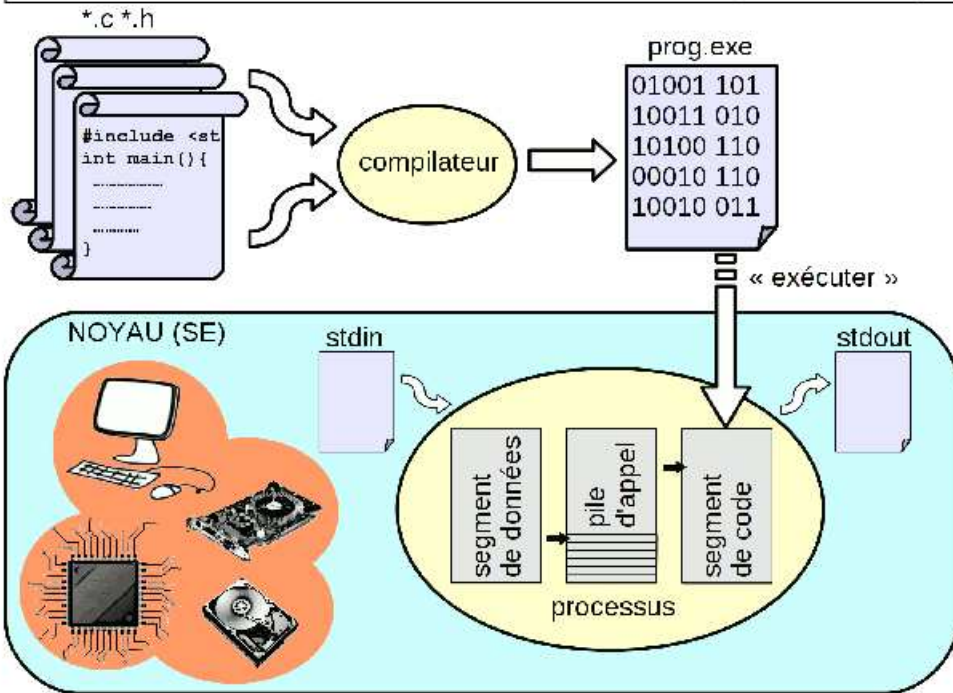 *.c *.h
#include <st
int main(){
}
compilateur
prog.exe
01001 101
10011 010
10100 110
00010 110
10010 011
« exécuter »
NOYAU (SE)
stdin
stdout
segment
de données
pile
d'appel
segment
de code
processus